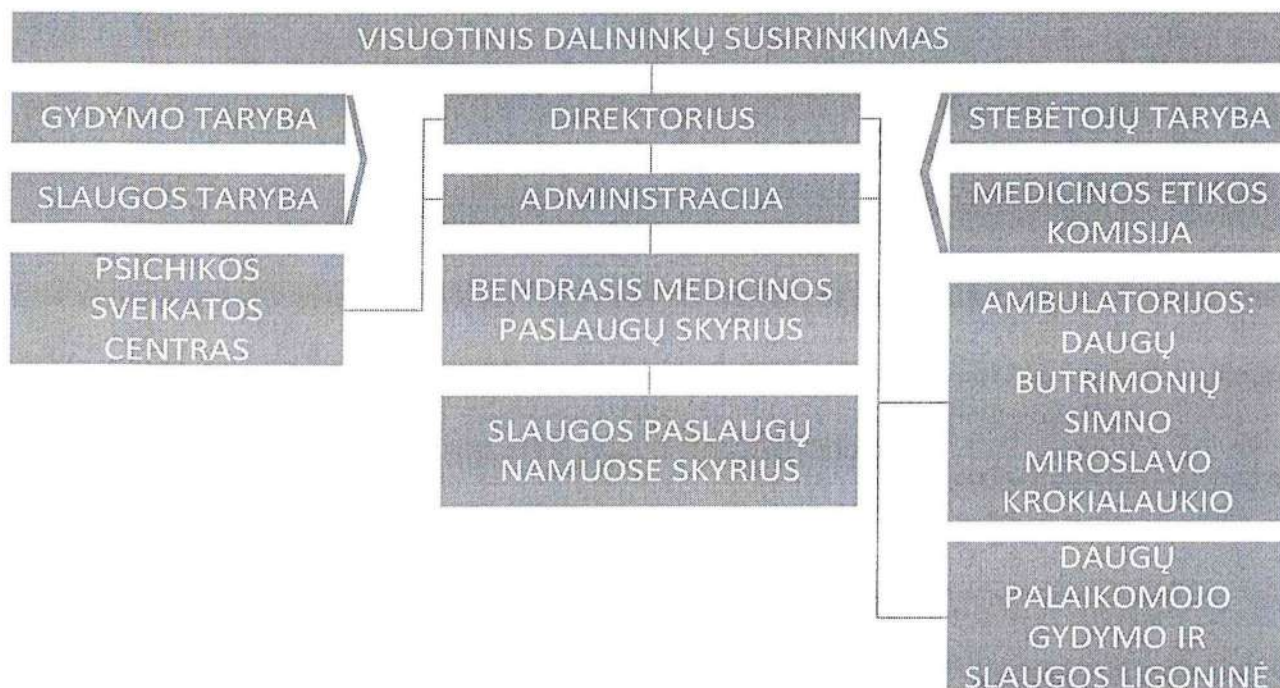 VISUOTINIS DALININKŲ SUSIRINKIMAS
GYDYMO TARYBA
SLAUGOS TARYBA
PSICHIKOS
SVEIKATOS
CENTRAS
DIREKTORIUS
ADMINISTRACIJA
BENDRASIS MEDICINOS
PASLAUGŲ SKYRIUS
SLAUGOS PASLAUGŲ
NAMUOSE SKYRIUS
STEBĖTOJŲ TARYBA
MEDICINOS ETIKOS
KOMISIJA
AMBULATORIJOS:
DAUGŲ
BUTRIMONIŲ
SIMNO
MIROSLAVO
KROKIALAUKIO
DAUGŲ
PALAIKOMOJO
GYDYMO IR
SLAUGOS LIGONINĖ